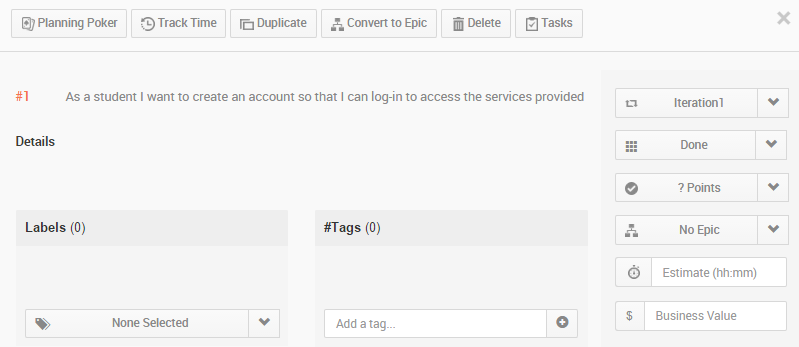 Planning Poker Track Time Duplicate Convert to Epic Delete Tasks
#1 As a student I want to create an account so that I can log-in to access the services provided
Details
Labels (0)
None Selected
#Tags (0)
Add a tag...
Iteration1
Done
? Points
No Epic
Estimate (hh:mm)
$ Business Value